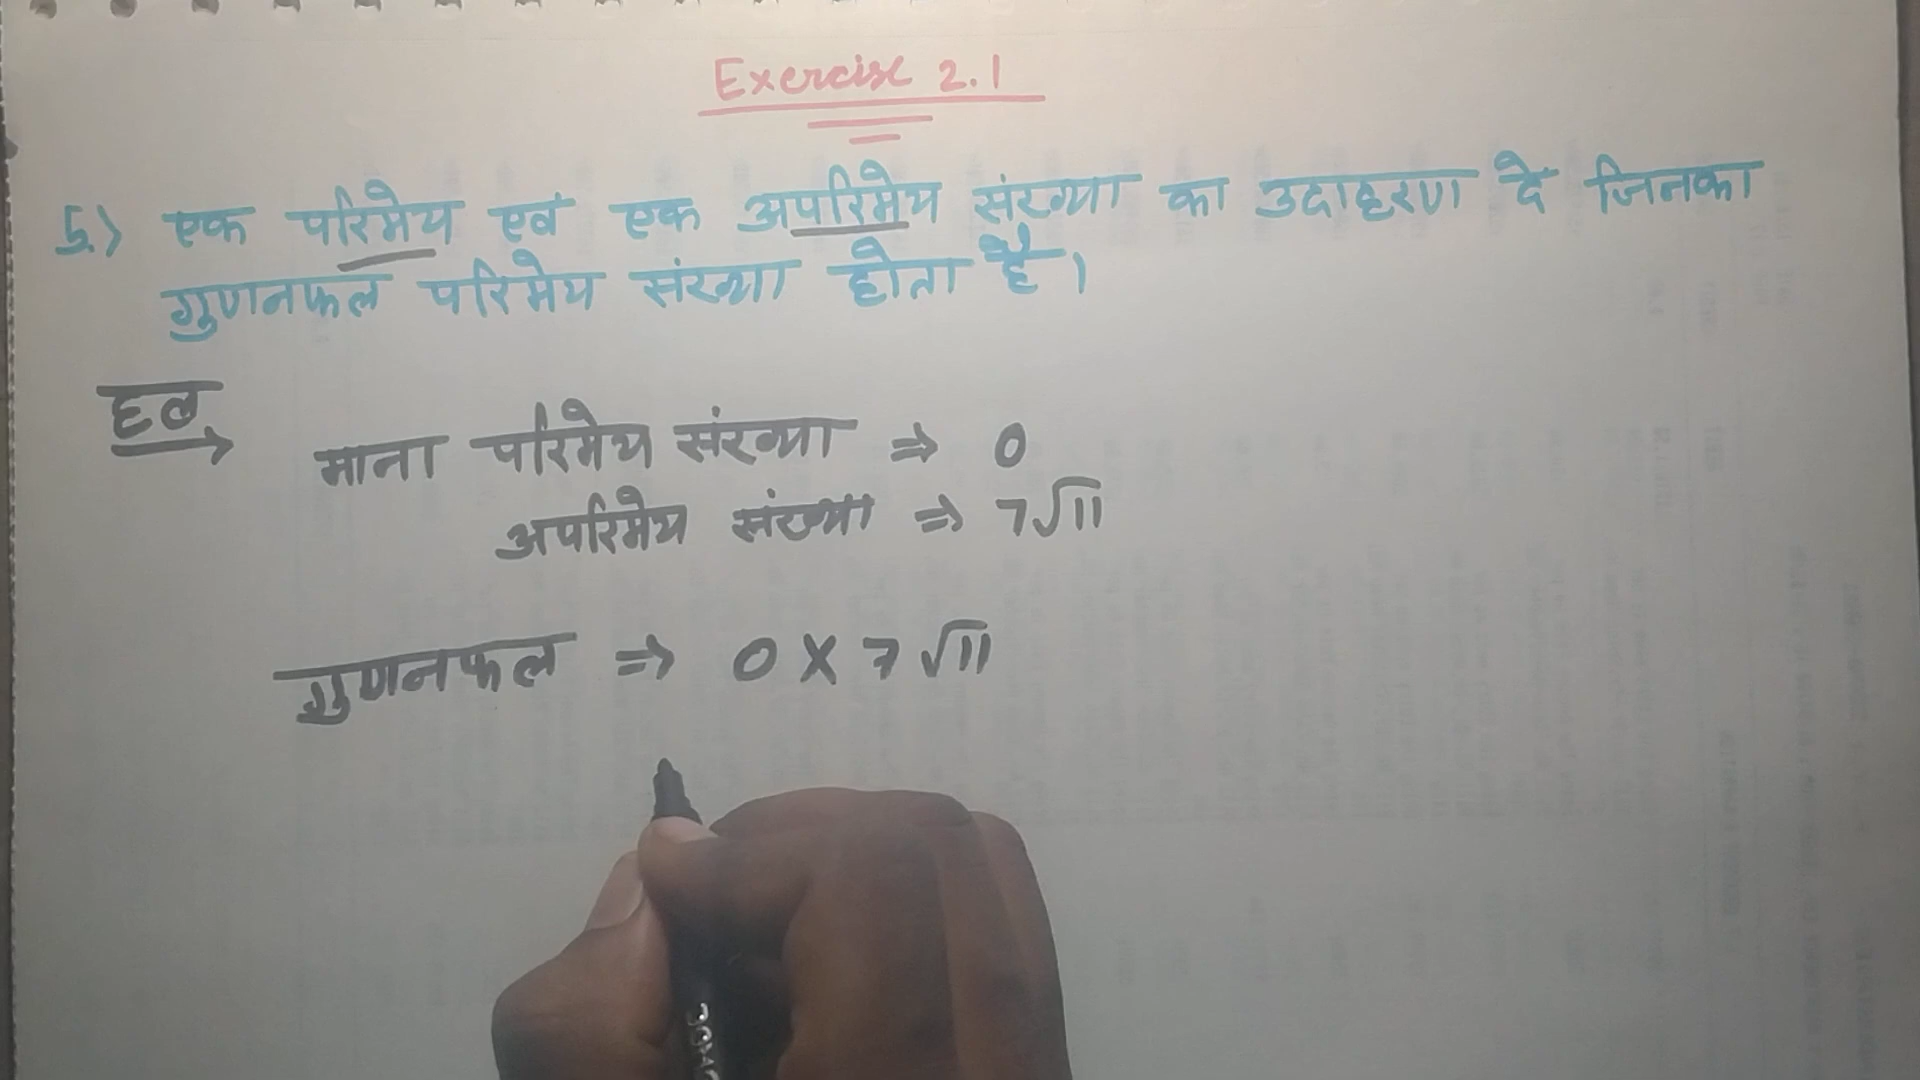 Exercise 2.1
5.) एक परिमेय एवं एक अपरिमेय संख्या का उदाहरण दे जिनका
गुणनफल परिमेय संख्या होता है।
हल
माना परिमेय संख्या ⇒ 0
अपरिमेय संख्या ⇒ 7√11
गुणनफल ⇒ 0 X 7√11